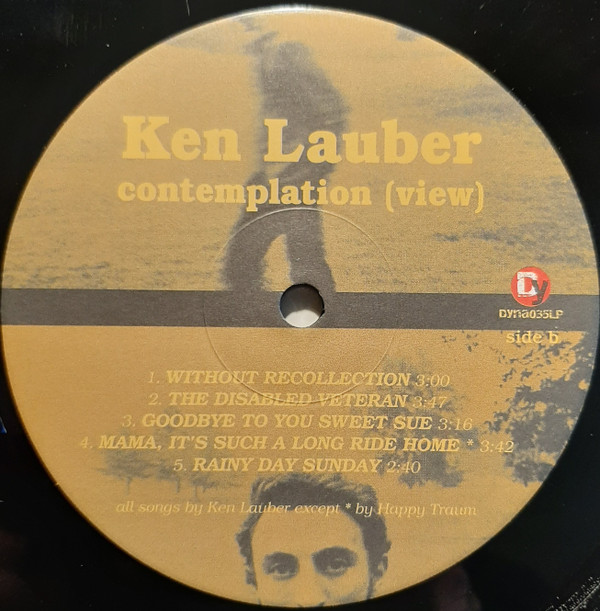 Ken Lauber
contemplation (view)
Dy
Dyna035LP
side b
1. WITHOUT RECOLLECTION 3:00
2. THE DISABLED VETERAN 3:47
3. GOODBYE TO YOU SWEET SUE 3:16
4. MAMA, IT'S SUCH A LONG RIDE HOME * 3:42
5. RAINY DAY SUNDAY 2:40
all songs by Ken Lauber except * by Happy Traum